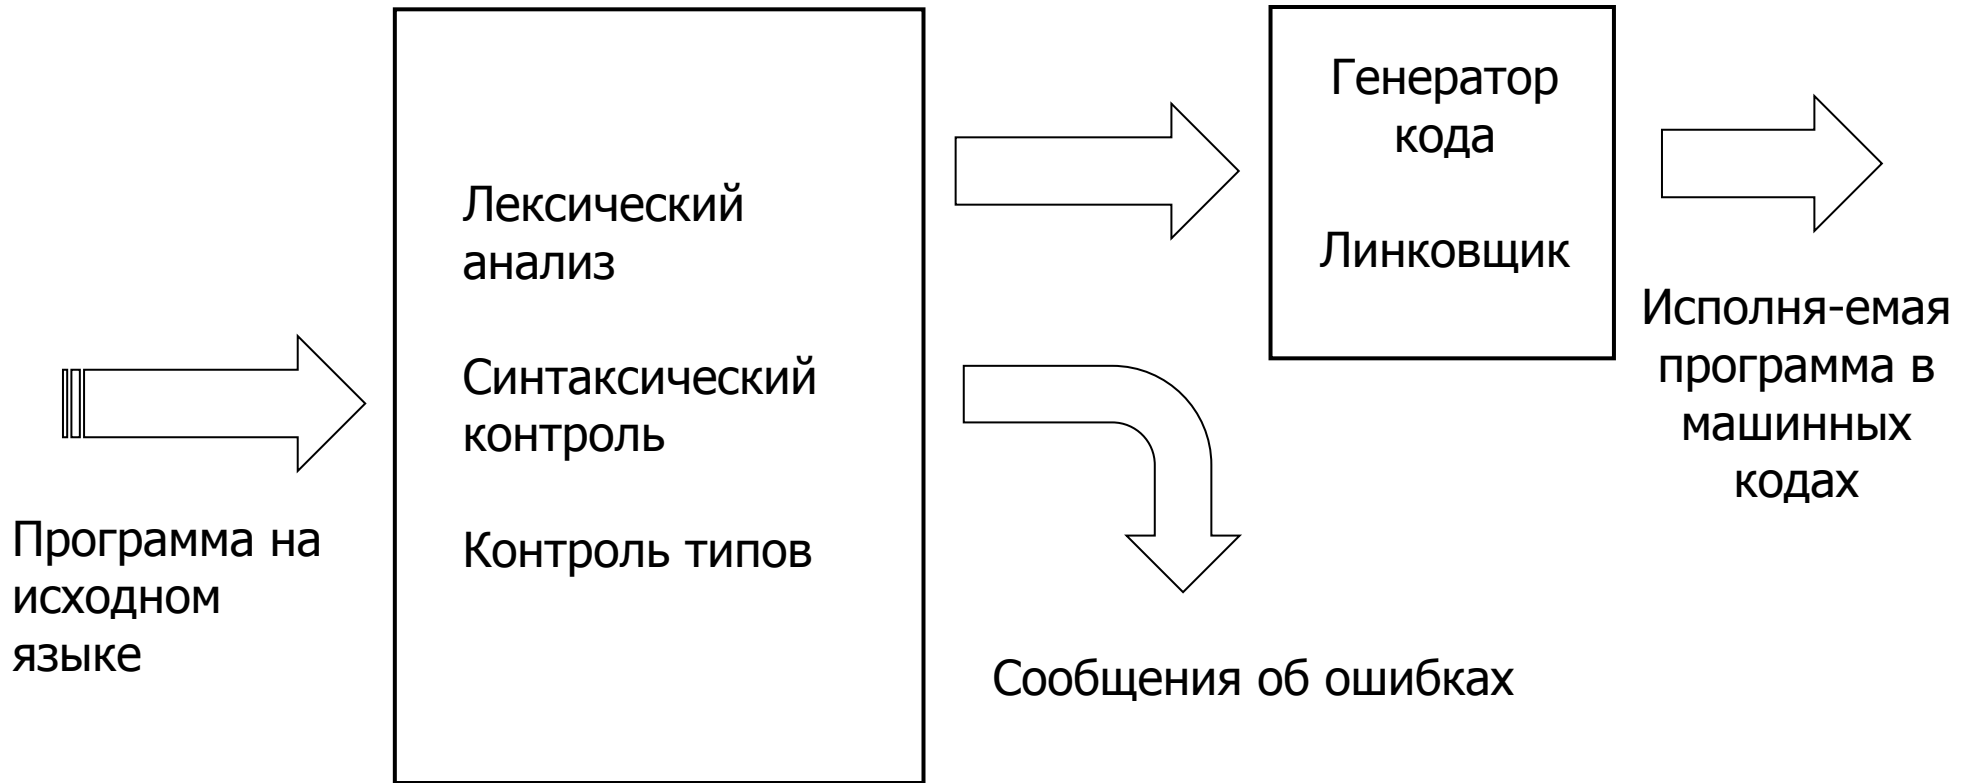 Программа на
исходном
языке
Лексический
анализ
Синтаксический
контроль
Контроль типов
Генератор
кода
Линковщик
Исполня-емая
программа в
машинных
кодах
Сообщения об ошибках